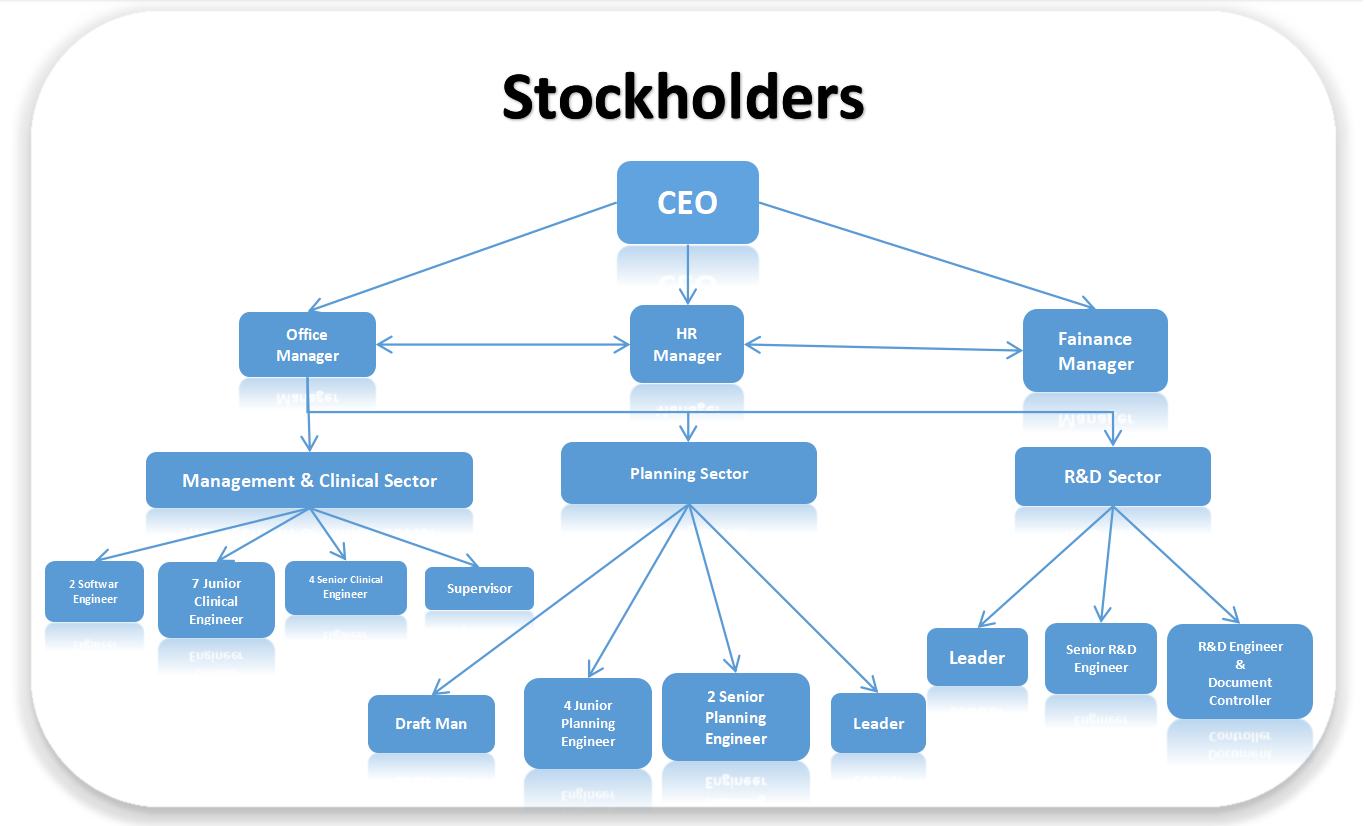 Stockholders
CEO
Office
Manager
HR
Manager
Fainance
Manager
Management & Clinical Sector
Planning Sector
R&D Sector
2 Softwar
Engineer
7 Junior
Clinical
Engineer
4 Senior Clinical
Engineer
Supervisor
Draft Man
4 Junior
Planning
Engineer
2 Senior
Planning
Engineer
Leader
Leader
Senior R&D
Engineer
R&D Engineer
&
Document
Controller